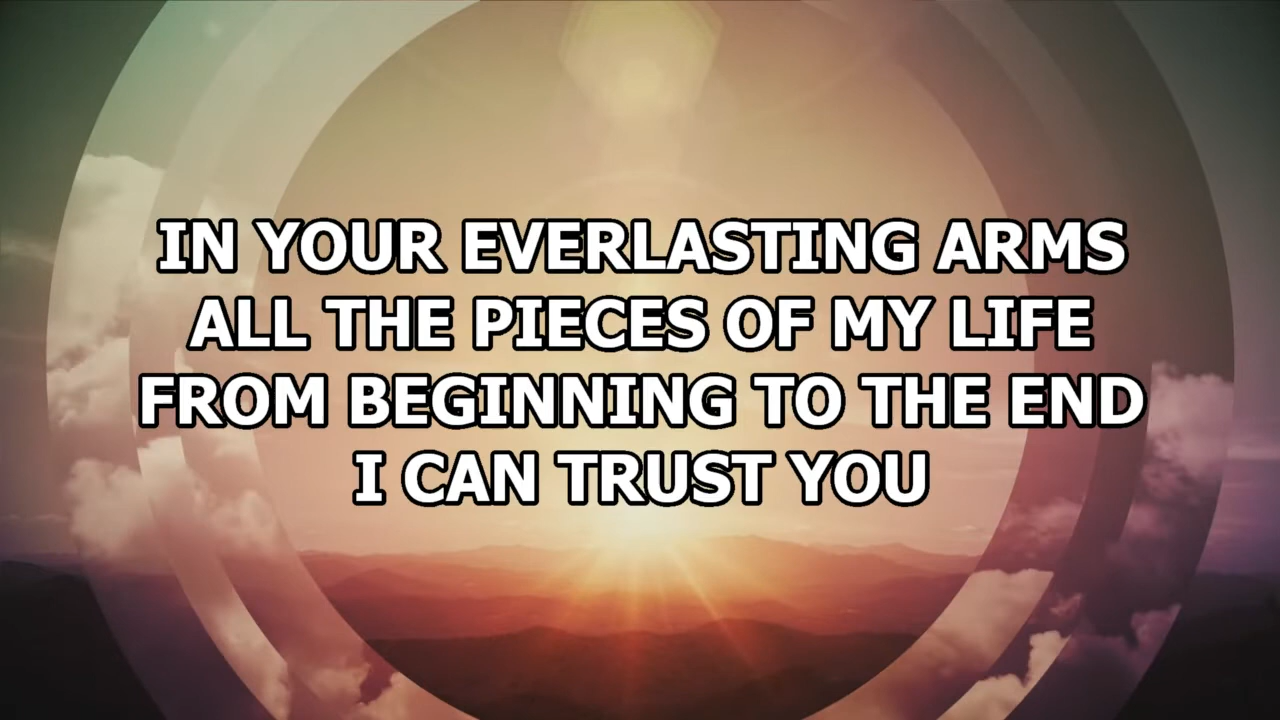 IN YOUR EVERLASTING ARMS
ALL THE PIECES OF MY LIFE
FROM BEGINNING TO THE END
I CAN TRUST YOU